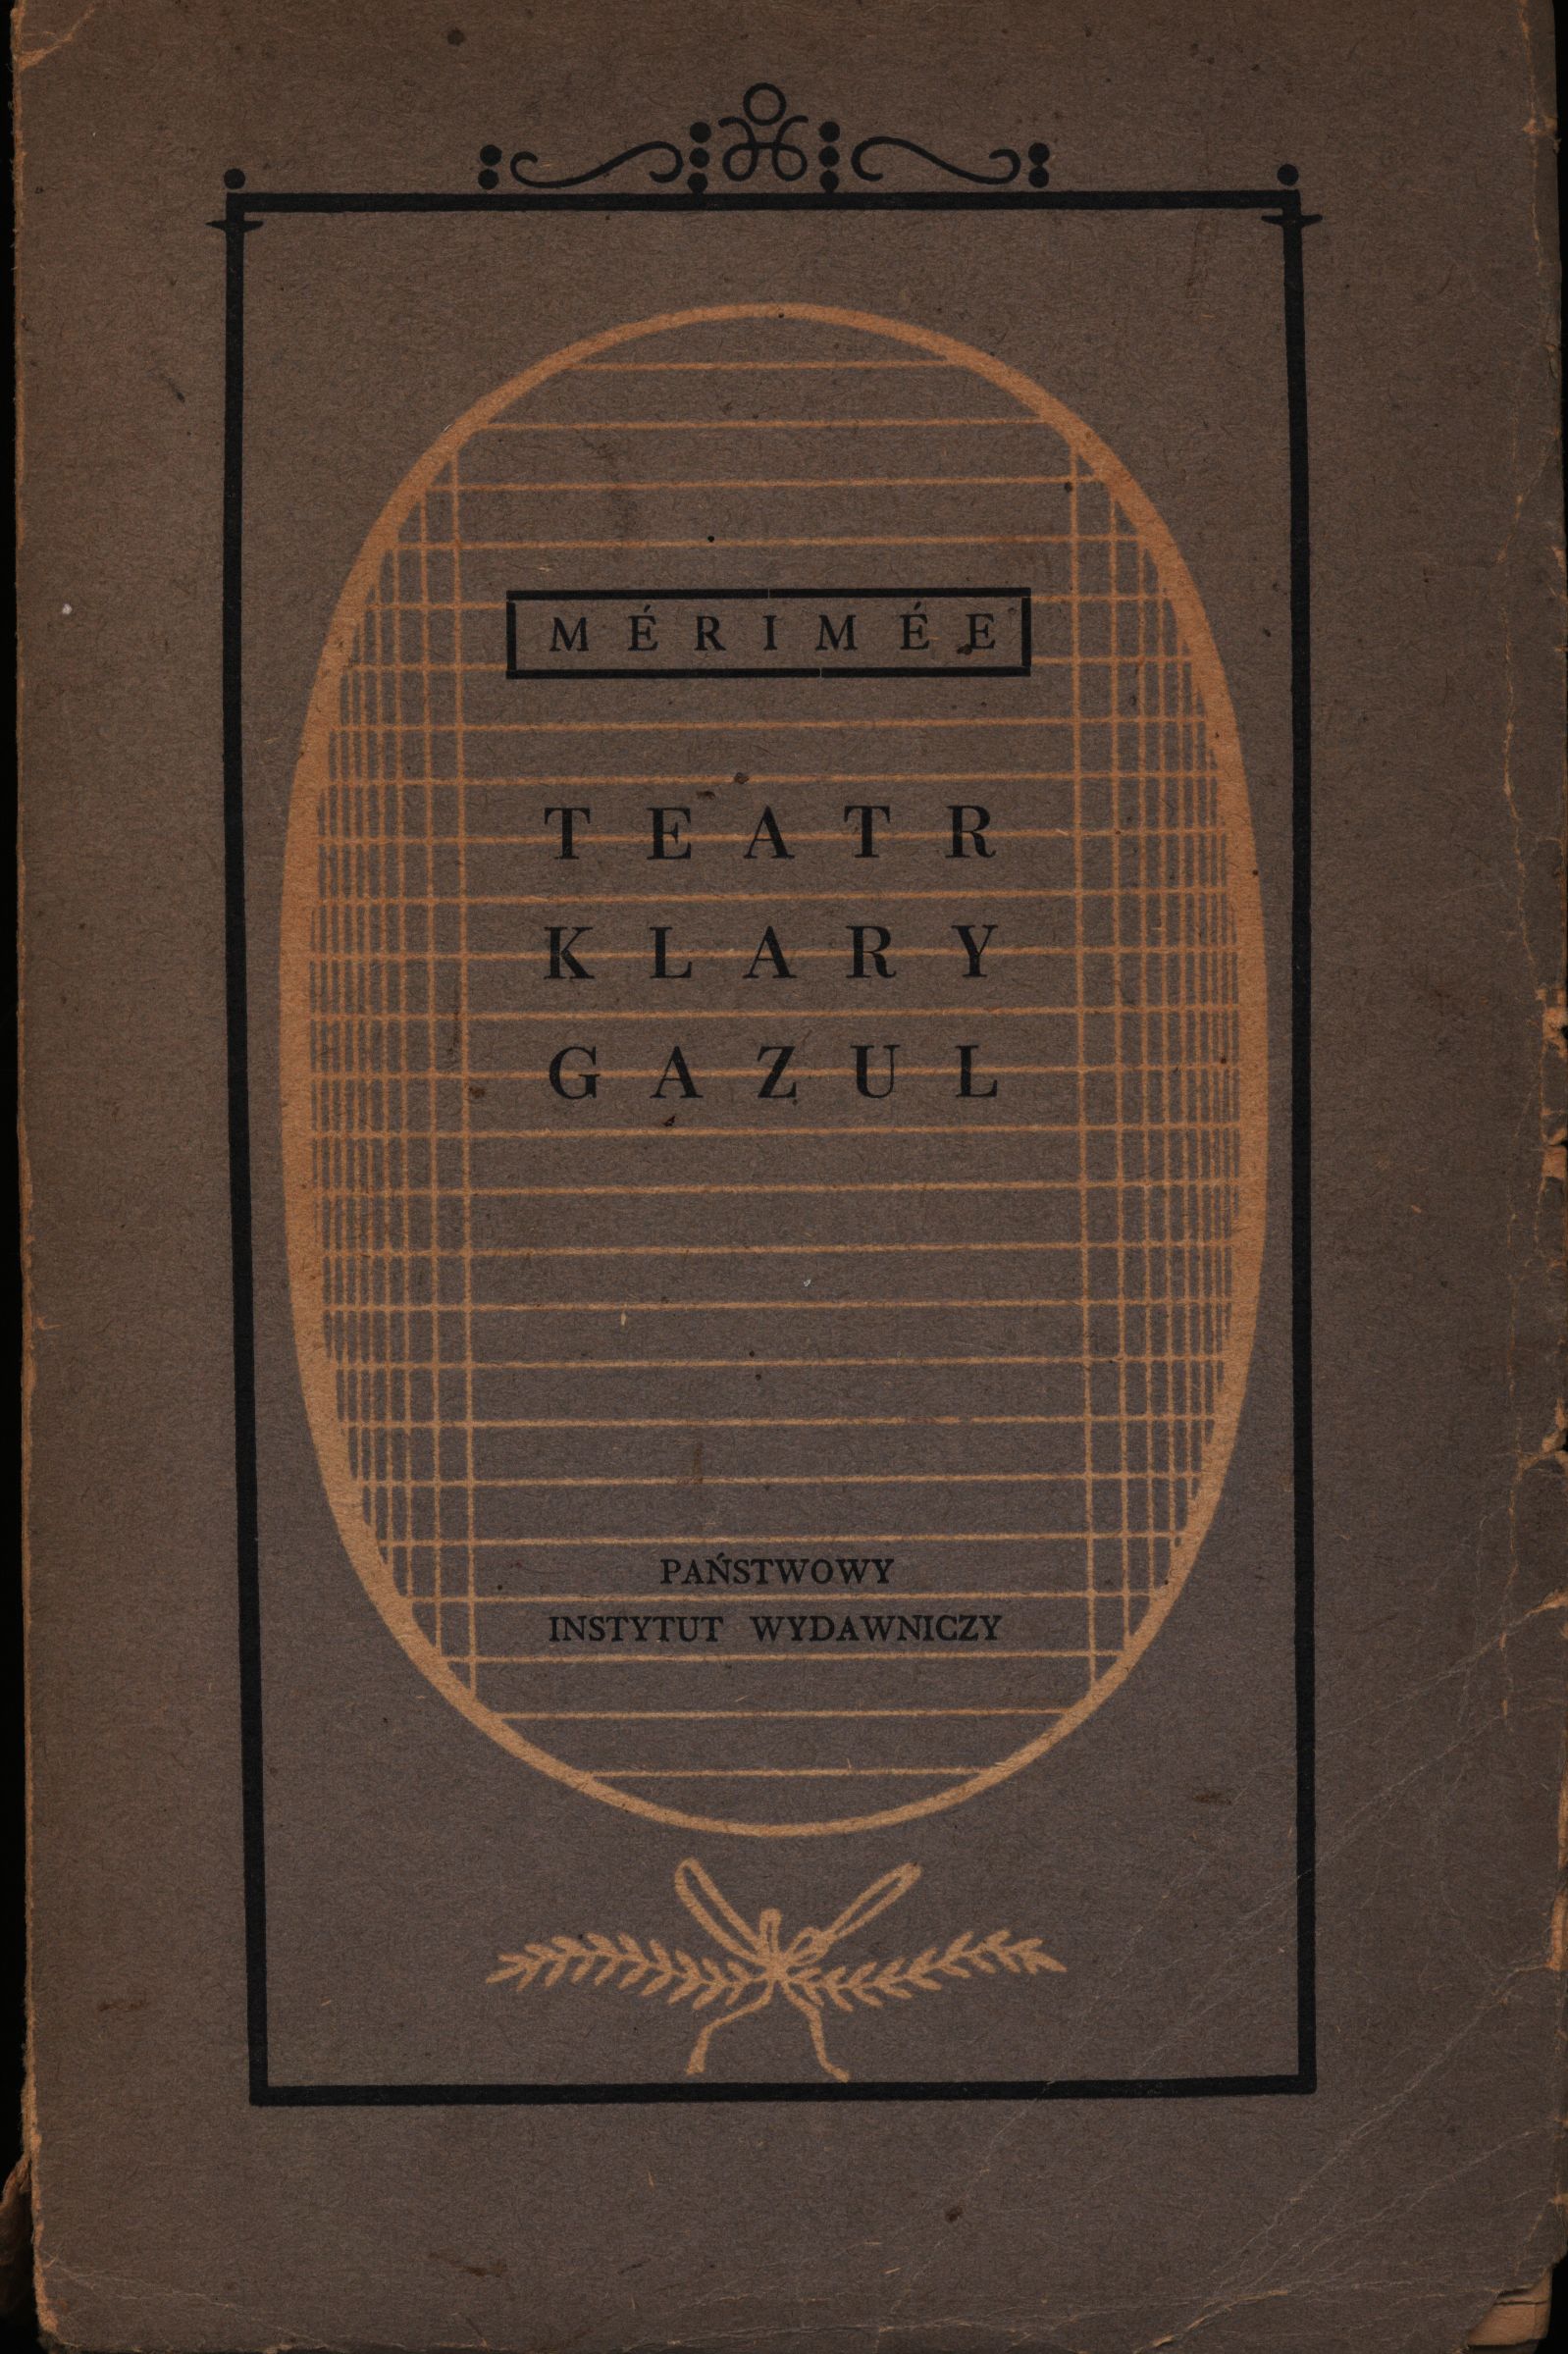 MÉRIMÉE
TEATR
KLARY
GAZUL
PAŃSTWOWY
INSTYTUT WYDAWNICZY